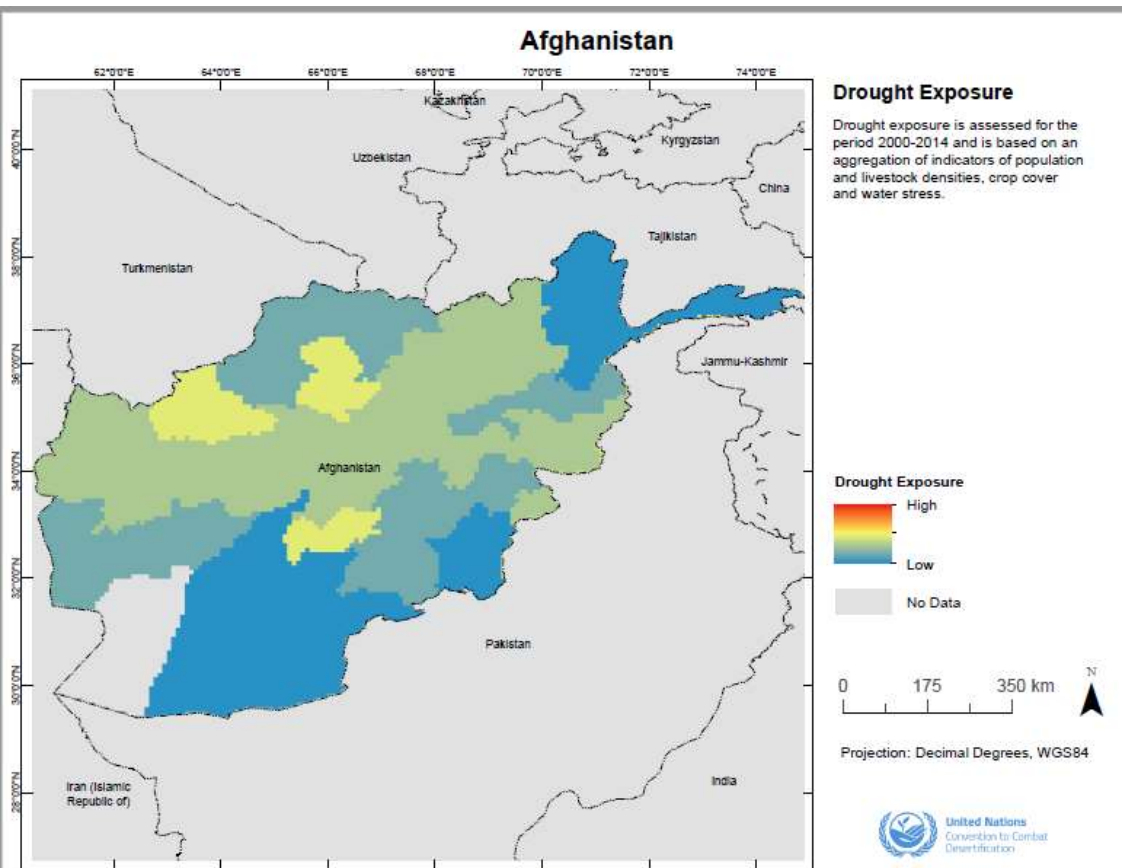 Afghanistan
62°0'0"E 64°0'0"E 66°0'0"E 68°0'0"E 70°0'0"E 72°0'0"E 74°0'0"E
40°0'0"N
38°0'0"N
36°0'0"N
34°0'0"N
32°0'0"N
30°0'0"N
28°0'0"N
Kazakhstan
Uzbekistan
Kyrgyzstan
China
Tajikistan
Turkmenistan
Jammu-Kashmir
Afghanistan
Pakistan
India
Iran (Islamic
Republic of)
Drought Exposure
Drought exposure is assessed for the
period 2000-2014 and is based on an
aggregation of indicators of population
and livestock densities, crop cover
and water stress.
Drought Exposure
High
Low
No Data
0 175 350 km
N
Projection: Decimal Degrees, WGS84
United Nations
Convention to Combat
Desertification